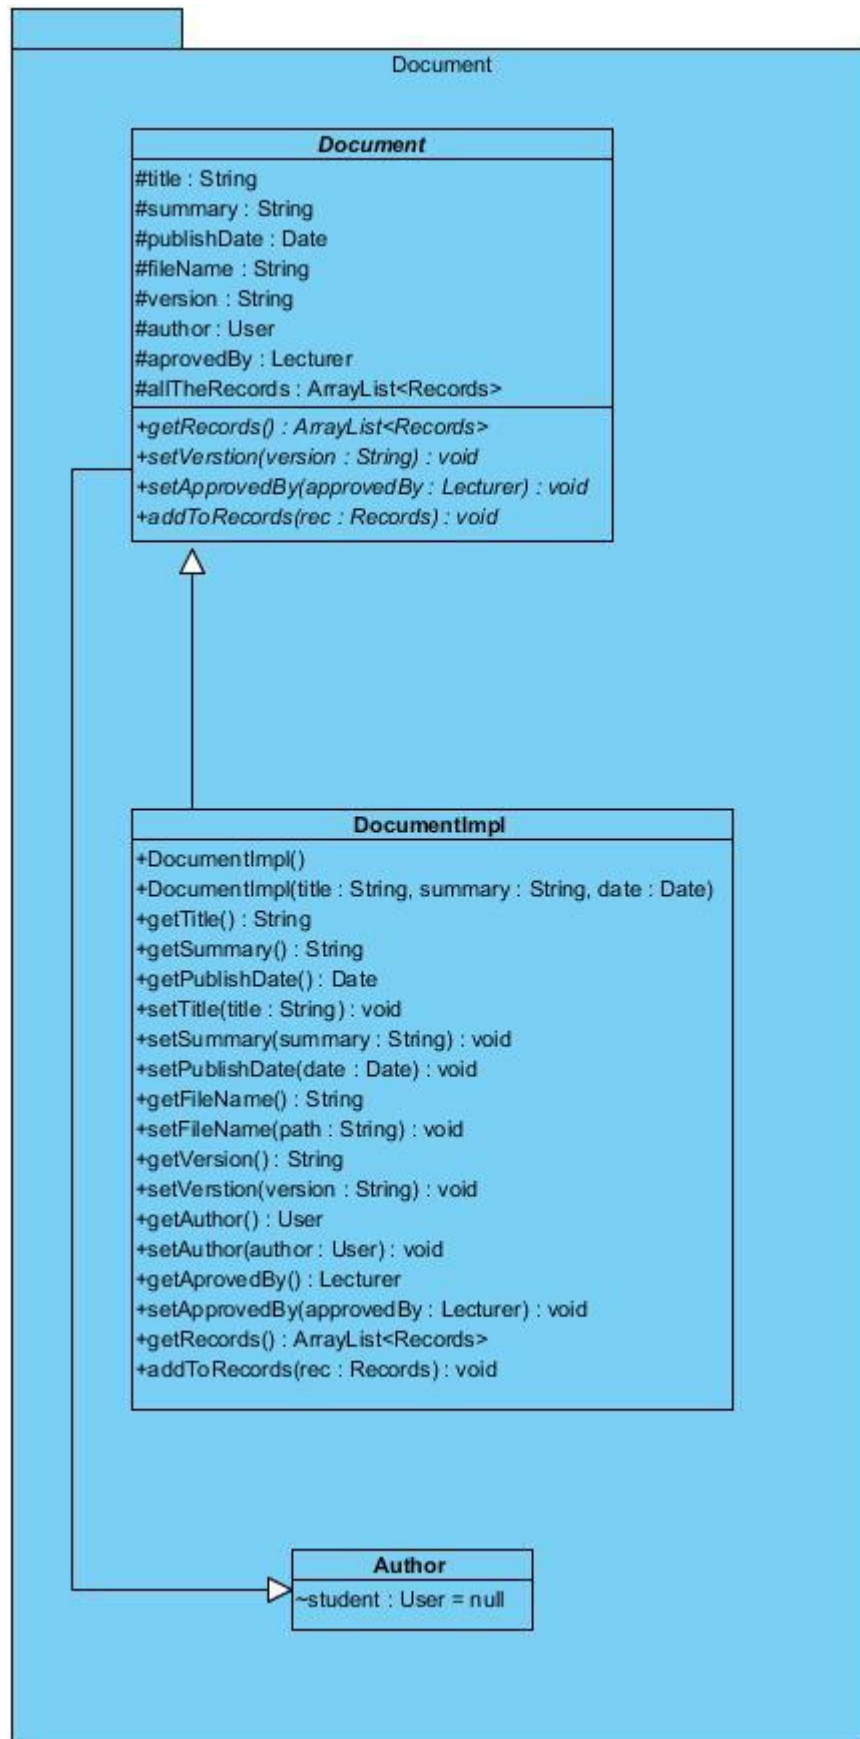 Document
Document
#title : String
#summary : String
#publishDate : Date
#fileName : String
#version : String
#author : User
#aprovedBy : Lecturer
#allTheRecords : ArrayList<Records>
+getRecords() : ArrayList<Records>
+setVerstion(version : String) : void
+setApprovedBy(approvedBy : Lecturer) : void
+addToRecords(rec : Records) : void
DocumentImpl
+DocumentImpl()
+DocumentImpl(title : String, summary : String, date : Date)
+getTitle() : String
+getSummary() : String
+getPublishDate() : Date
+setTitle(title : String) : void
+setSummary(summary : String) : void
+setPublishDate(date : Date) : void
+getFileName() : String
+setFileName(path : String) : void
+getVersion() : String
+setVerstion(version : String) : void
+getAuthor() : User
+setAuthor(author : User) : void
+getAprovedBy() : Lecturer
+setApprovedBy(approvedBy : Lecturer) : void
+getRecords() : ArrayList<Records>
+addToRecords(rec : Records) : void
Author
~student : User = null